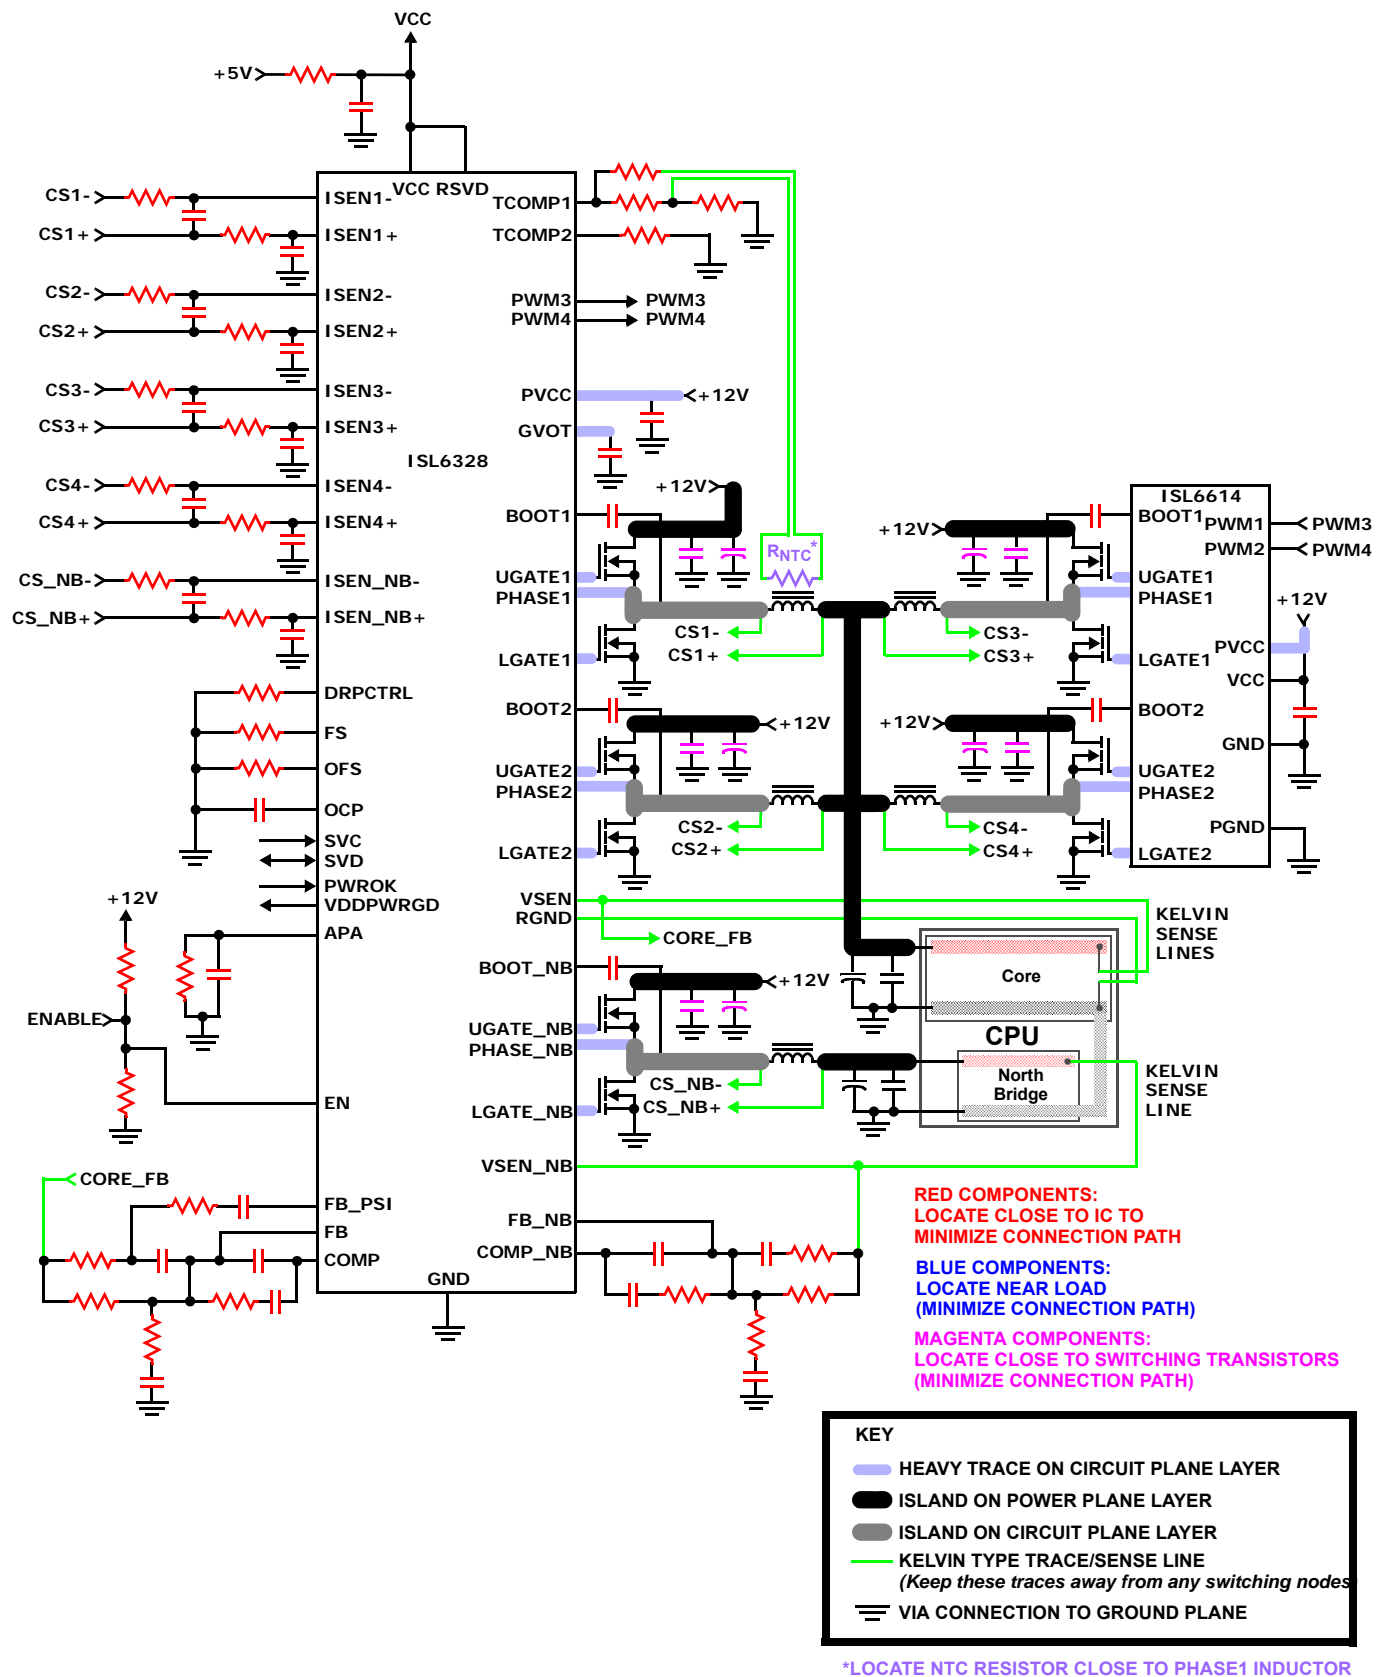 VCC
+5V
VCC RSVD
CS1-
ISEN1-
CS1+
ISEN1+
CS2-
ISEN2-
CS2+
ISEN2+
CS3-
ISEN3-
CS3+
ISEN3+
CS4-
ISEN4-
CS4+
ISEN4+
CS_NB-
ISEN_NB-
CS_NB+
ISEN_NB+
ISL6328
DRPCTRL
FS
OFS
OCP
SVC
SVD
PWROK
VDDPWRGD
+12V
APA
ENABLE
EN
CORE_FB
FB_PSI
FB
COMP
GND
TCOMP1
TCOMP2
PWM3
PWM3
PWM4
PWM4
PVCC
+12V
GVOT
+12V
BOOT1
UGATE1
PHASE1
LGATE1
RNTC*
CS1-
CS1+
BOOT2
+12V
UGATE2
PHASE2
LGATE2
CS2-
CS2+
VSEN
RGND
CORE_FB
BOOT_NB
+12V
UGATE_NB
PHASE_NB
LGATE_NB
CS_NB-
CS_NB+
VSEN_NB
FB_NB
COMP_NB
+12V
CS3-
CS3+
+12V
CS4-
CS4+
ISL6614
BOOT1
PWM1
PWM3
PWM2
PWM4
UGATE1
PHASE1
+12V
PVCC
LGATE1
VCC
BOOT2
GND
UGATE2
PHASE2
PGND
LGATE2
KELVIN
SENSE
LINES
Core
CPU
North
Bridge
KELVIN
SENSE
LINE
RED COMPONENTS:
LOCATE CLOSE TO IC TO
MINIMIZE CONNECTION PATH
BLUE COMPONENTS:
LOCATE NEAR LOAD
(MINIMIZE CONNECTION PATH)
MAGENTA COMPONENTS:
LOCATE CLOSE TO SWITCHING TRANSISTORS
(MINIMIZE CONNECTION PATH)
KEY
HEAVY TRACE ON CIRCUIT PLANE LAYER
ISLAND ON POWER PLANE LAYER
ISLAND ON CIRCUIT PLANE LAYER
KELVIN TYPE TRACE/SENSE LINE
(Keep these traces away from any switching nodes
VIA CONNECTION TO GROUND PLANE
*LOCATE NTC RESISTOR CLOSE TO PHASE1 INDUCTOR